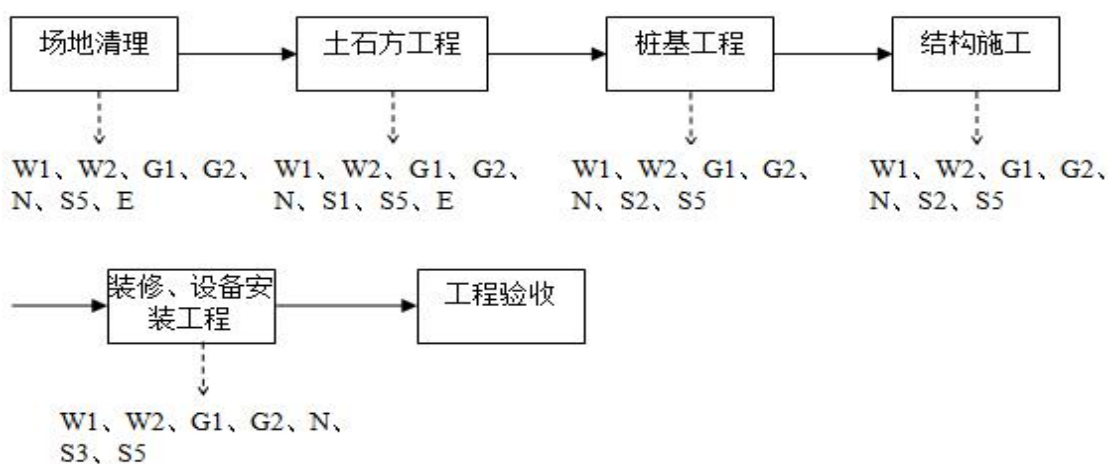 场地清理
土石方工程
桩基工程
结构施工
W1、W2、G1、G2、
N、S5、E
W1、W2、G1、G2、
N、S1、S5、E
W1、W2、G1、G2、
N、S2、S5
W1、W2、G1、G2、
N、S2、S5
装修、设备安
装工程
工程验收
W1、W2、G1、G2、N、
S3、S5